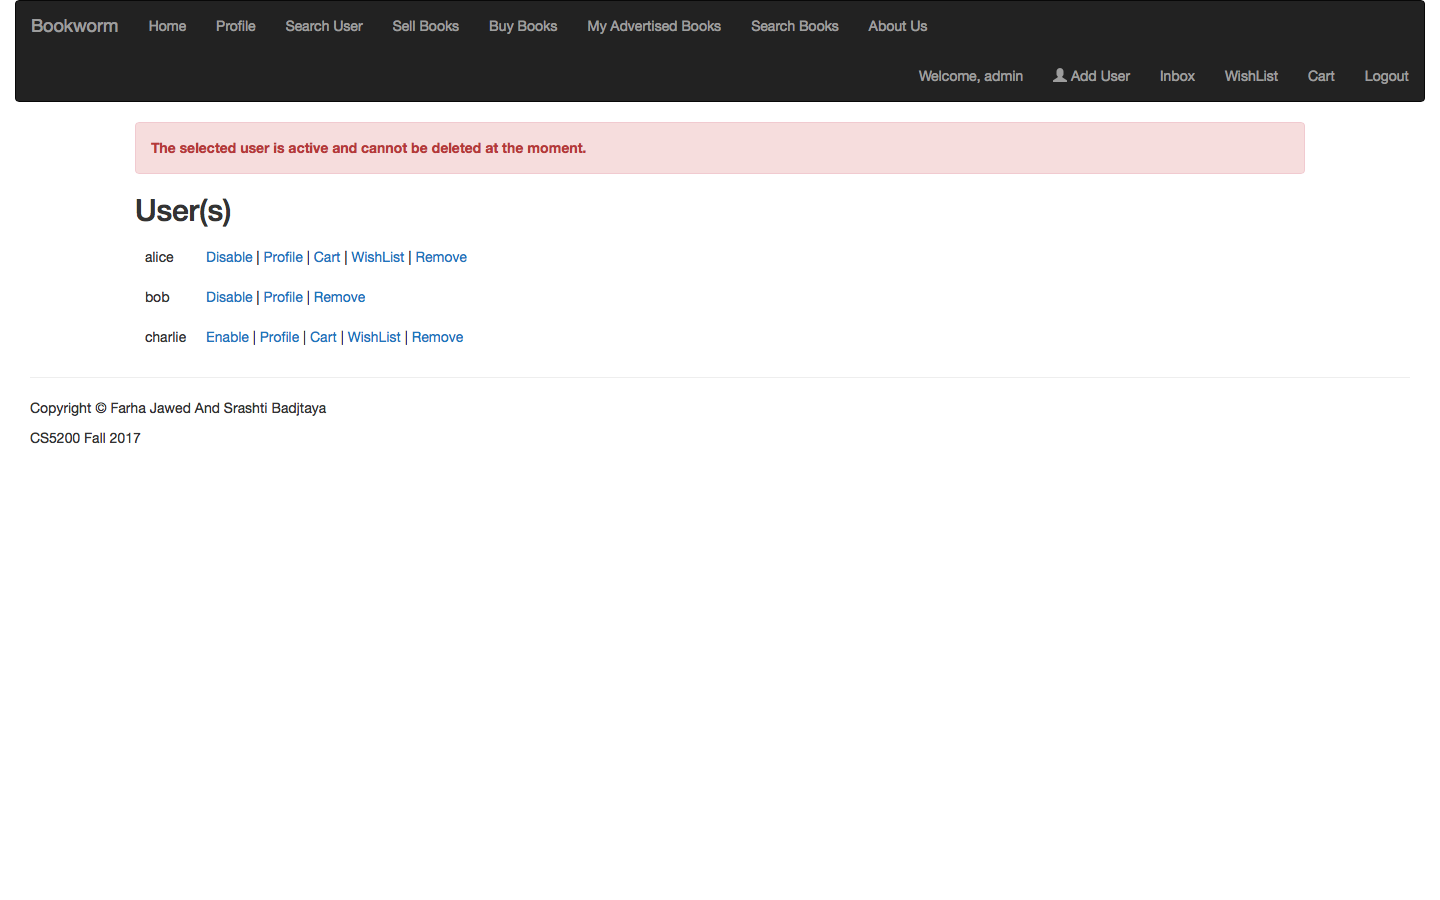 Bookworm Home Profile Search User Sell Books Buy Books My Advertised Books Search Books About Us
Welcome, admin Add User Inbox WishList Cart Logout
The selected user is active and cannot be deleted at the moment.
User(s)
alice Disable | Profile | Cart | WishList | Remove
bob Disable | Profile | Remove
charlie Enable | Profile | Cart | WishList | Remove
Copyright © Farha Jawed And Srashti Badjtaya
CS5200 Fall 2017